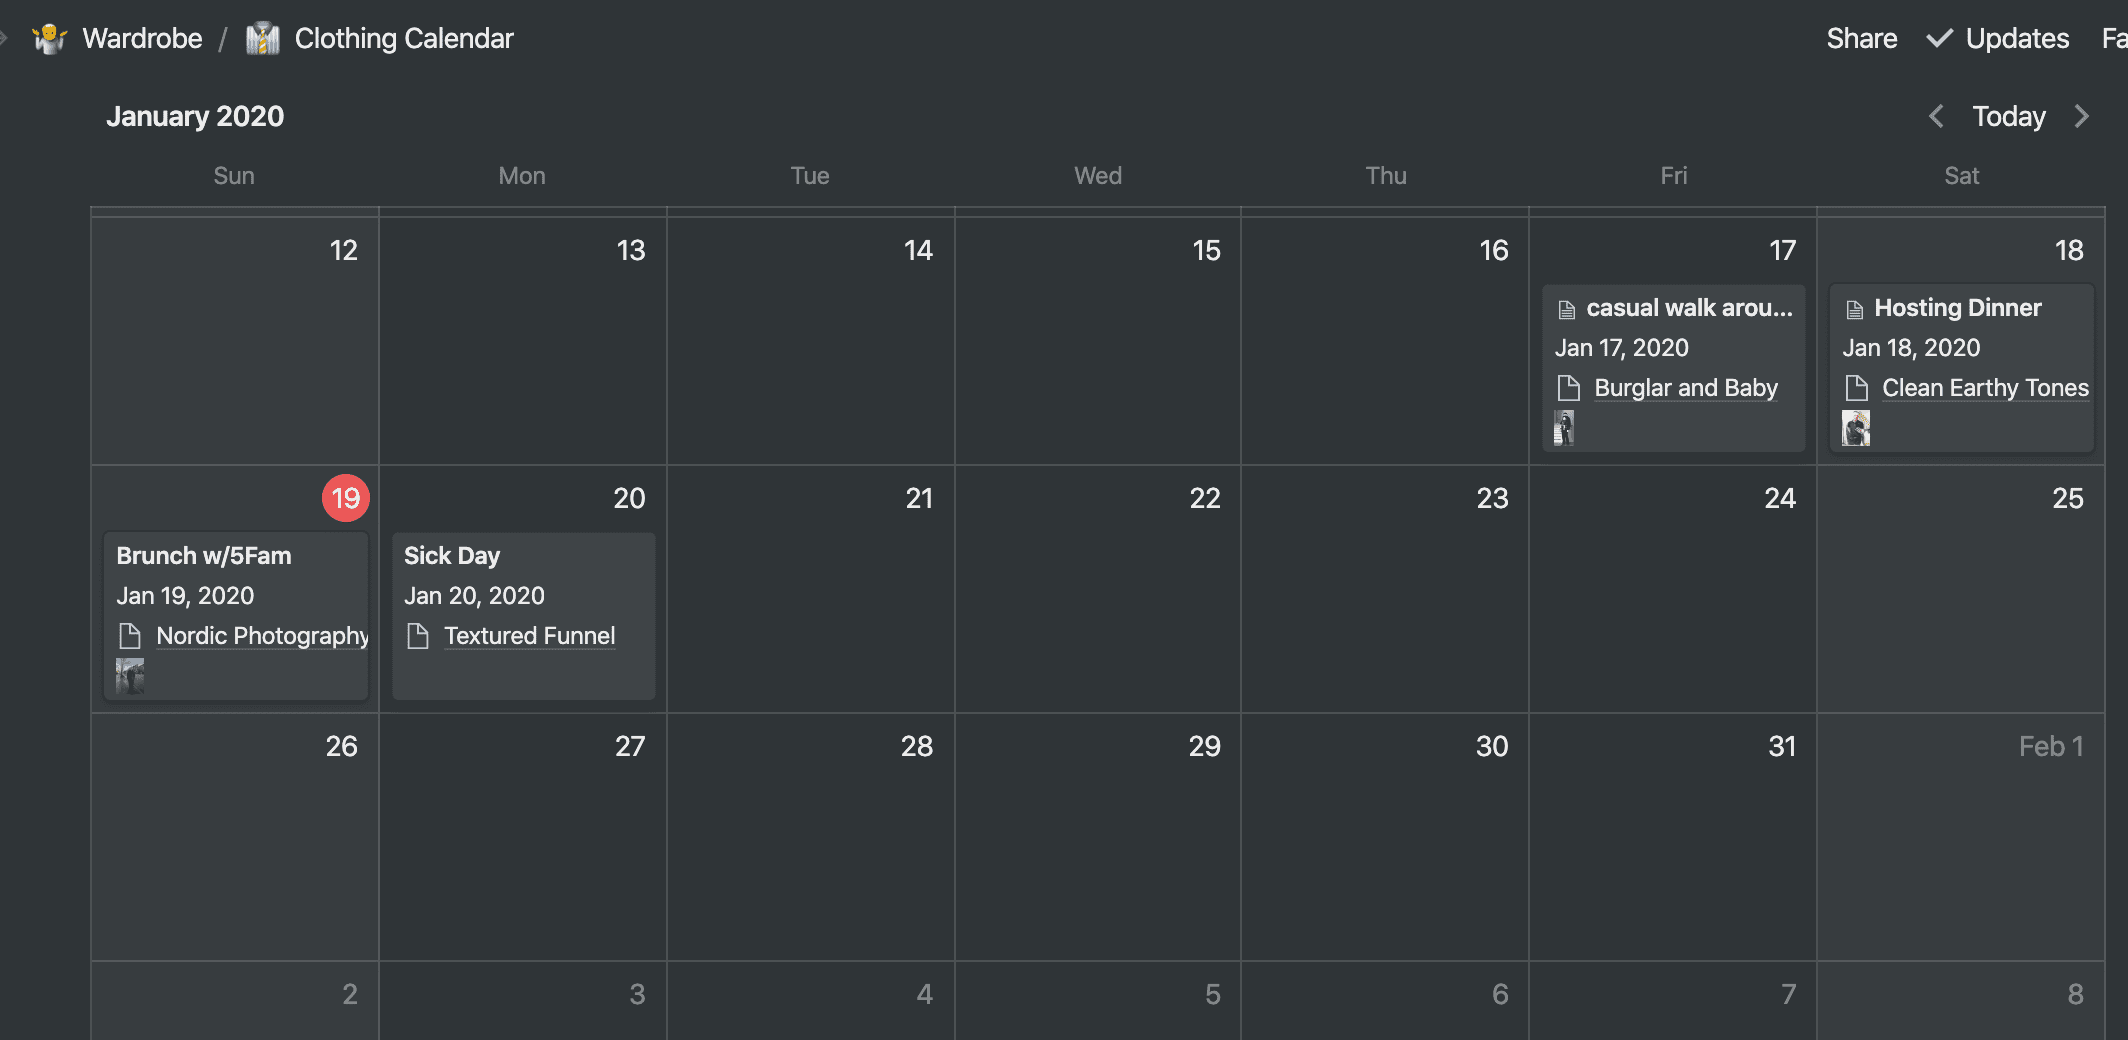 Wardrobe / Clothing Calendar
Share Updates Fa
January 2020
Today
Sun Mon Tue Wed Thu Fri Sat
12 13 14 15 16 17 18
casual walk arou...
Jan 17, 2020
Burglar and Baby
Hosting Dinner
Jan 18, 2020
Clean Earthy Tones
19 20 21 22 23 24 25
Brunch w/5Fam
Jan 19, 2020
Nordic Photography
Sick Day
Jan 20, 2020
Textured Funnel
26 27 28 29 30 31 Feb 1
2 3 4 5 6 7 8